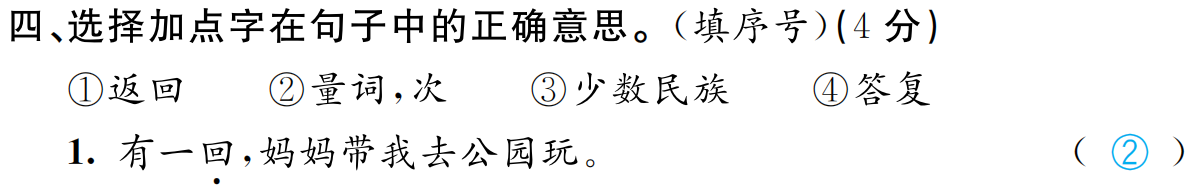 四、选择加点字在句子中的正确意思。（填序号）(4 分)
①返回 ②量词，次 ③少数民族 ④答复
1. 有一回，妈妈带我去公园玩。 （ ② ）